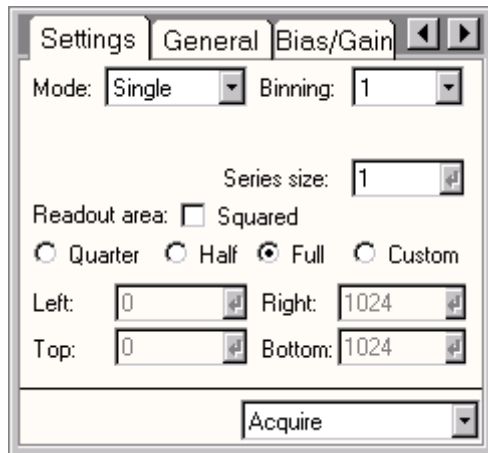 Settings General Bias/Gain
Mode: Single Binning: 1
Series size: 1
Readout area: Squared
Quarter Half Full Custom
Left: 0 Right: 1024
Top: 0 Bottom: 1024
Acquire